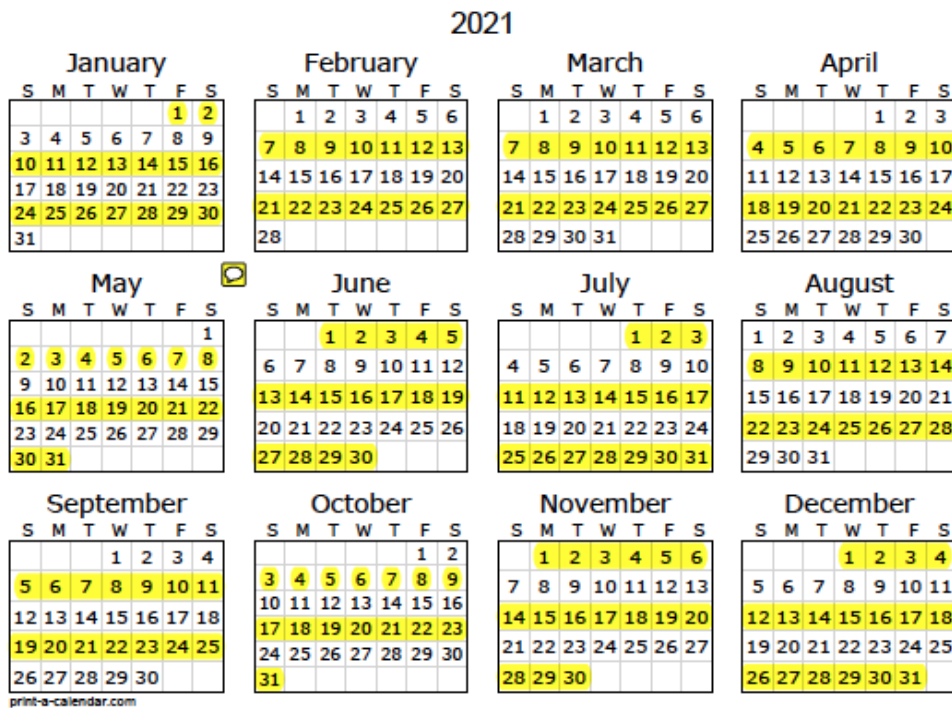 2021
January February March April
S M T W T F S S M T W T F S S M T W T F S S M T W T F S
1 2 1 2 3 4 5 6 1 2 3 4 5 6 1 2 3
3 4 5 6 7 8 9 7 8 9 10 11 12 13 7 8 9 10 11 12 13 4 5 6 7 8 9 10
10 11 12 13 14 15 16 14 15 16 17 18 19 20 14 15 16 17 18 19 20 11 12 13 14 15 16 17
17 18 19 20 21 22 23 21 22 23 24 25 26 27 21 22 23 24 25 26 27 18 19 20 21 22 23 24
24 25 26 27 28 29 30 28 28 29 30 31 25 26 27 28 29 30
31
May June July August
S M T W T F S S M T W T F S S M T W T F S S M T W T F S
1 1 2 3 4 5 1 2 3 1 2 3 4 5 6 7
2 3 4 5 6 7 8 6 7 8 9 10 11 12 4 5 6 7 8 9 10 8 9 10 11 12 13 14
9 10 11 12 13 14 15 13 14 15 16 17 18 19 11 12 13 14 15 16 17 15 16 17 18 19 20 21
16 17 18 19 20 21 22 20 21 22 23 24 25 26 18 19 20 21 22 23 24 22 23 24 25 26 27 28
23 24 25 26 27 28 29 27 28 29 30 25 26 27 28 29 30 31 29 30 31
30 31
September October November December
S M T W T F S S M T W T F S S M T W T F S S M T W T F S
1 2 3 4 1 2 1 2 3 4 5 6 1 2 3 4
5 6 7 8 9 10 11 3 4 5 6 7 8 9 7 8 9 10 11 12 13 5 6 7 8 9 10 11
12 13 14 15 16 17 18 10 11 12 13 14 15 16 14 15 16 17 18 19 20 12 13 14 15 16 17 18
19 20 21 22 23 24 25 17 18 19 20 21 22 23 21 22 23 24 25 26 27 19 20 21 22 23 24 25
26 27 28 29 30 24 25 26 27 28 29 30 28 29 30 26 27 28 29 30 31
31
print-a-calendar.com